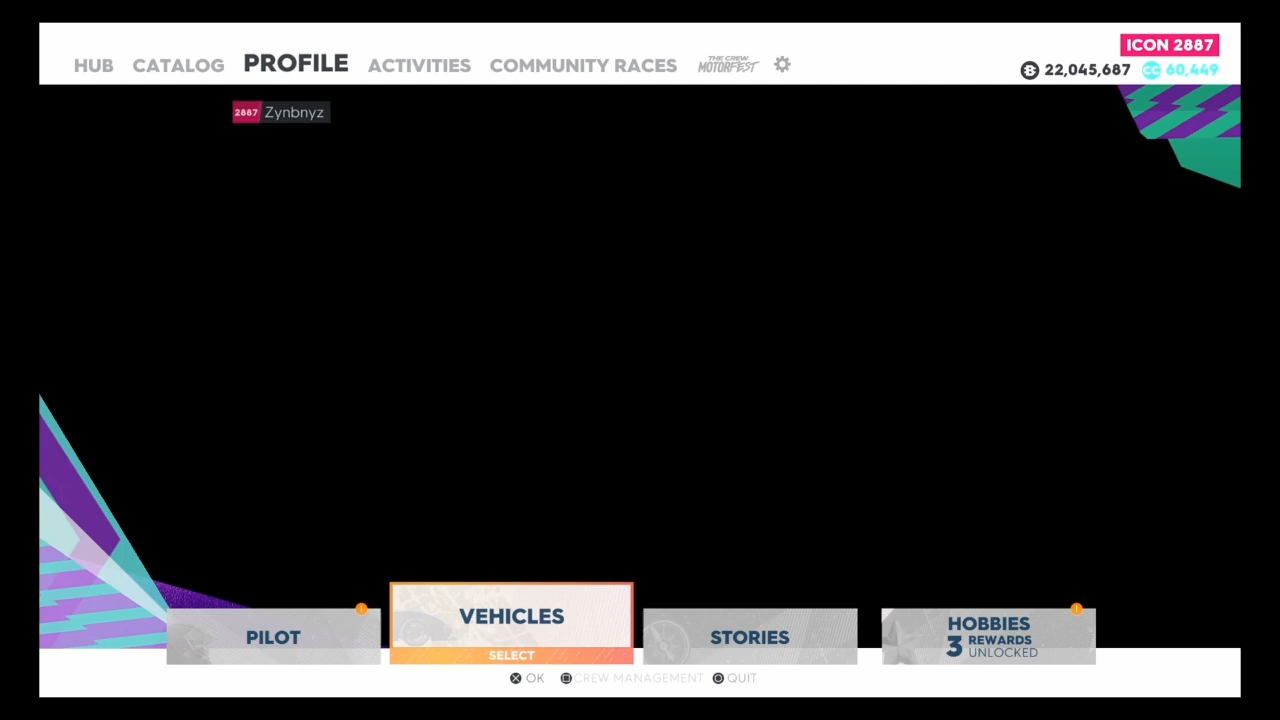 ICON 2887
HUB CATALOG PROFILE ACTIVITIES COMMUNITY RACES THE CREW MOTORFEST
22,045,687 CC 60,449
2887 Zynbnyz
PILOT
VEHICLES
SELECT
STORIES
HOBBIES
3 REWARDS UNLOCKED
OK CREW MANAGEMENT QUIT